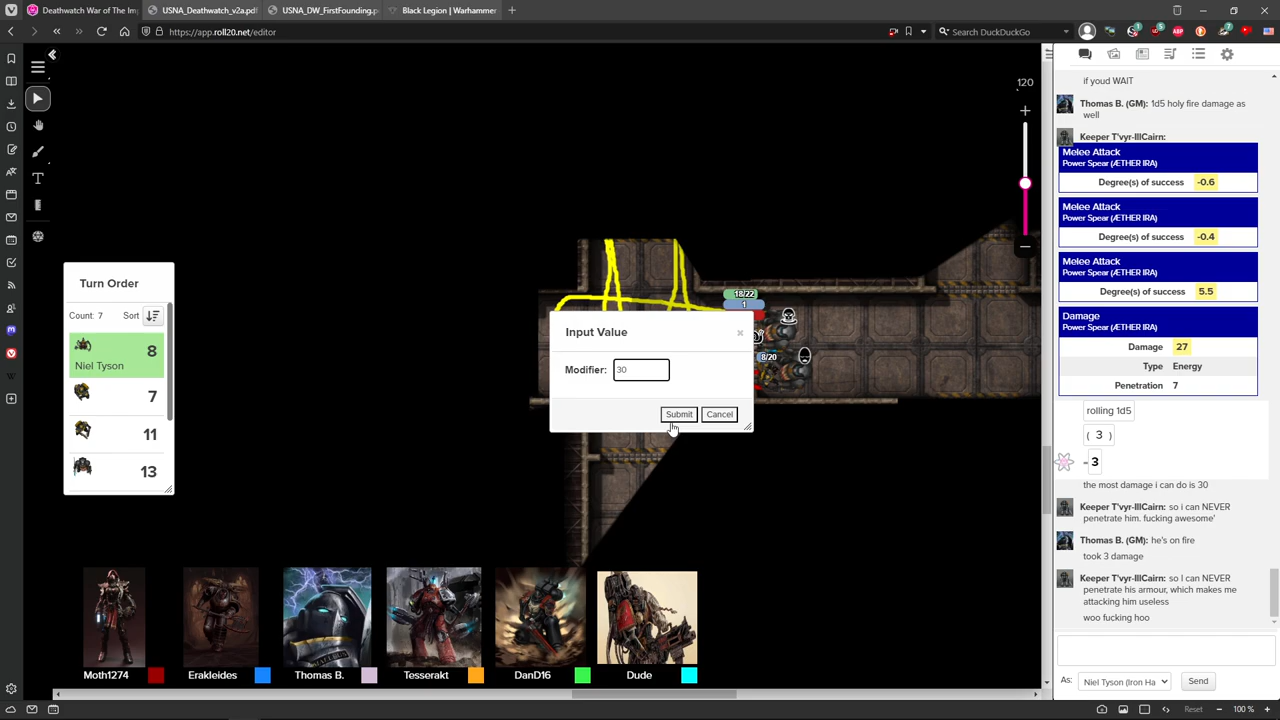 Deathwatch War of The Imp
USNA_Deathwatch_v2a.pdf
USNA_DW_FirstFounding.p
Black Legion | Warhammer
https://app.roll20.net/editor
Search DuckDuckGo
120
if youd WAIT
Thomas B. (GM): 1d5 holy fire damage as
well
Keeper T'vyr-IllCairn:
Melee Attack
Power Spear (ÆTHER IRA)
Degree(s) of success -0.6
Melee Attack
Power Spear (ÆTHER IRA)
Degree(s) of success -0.4
Melee Attack
Power Spear (ÆTHER IRA)
Degree(s) of success 5.5
Damage
Power Spear (ÆTHER IRA)
Damage 27
Type Energy
Penetration 7
rolling 1d5
( 3 )
=3
the most damage i can do is 30
Keeper T'vyr-IllCairn: so i can NEVER
penetrate him. fucking awesome'
Thomas B. (GM): he's on fire
took 3 damage
Keeper T'vyr-IllCairn: so I can NEVER
penetrate his armour, which makes me
attacking him useless
woo fucking hoo
As: Niel Tyson (Iron Ha
Send
Turn Order
Count: 7 Sort
Niel Tyson 8
7
11
13
18/22
1
8/20
Input Value
×
Modifier: 30
Submit Cancel
Moth1274
Erakleides
Thomas B.
Tesserakt
DanD16
Dude
Reset
100 %